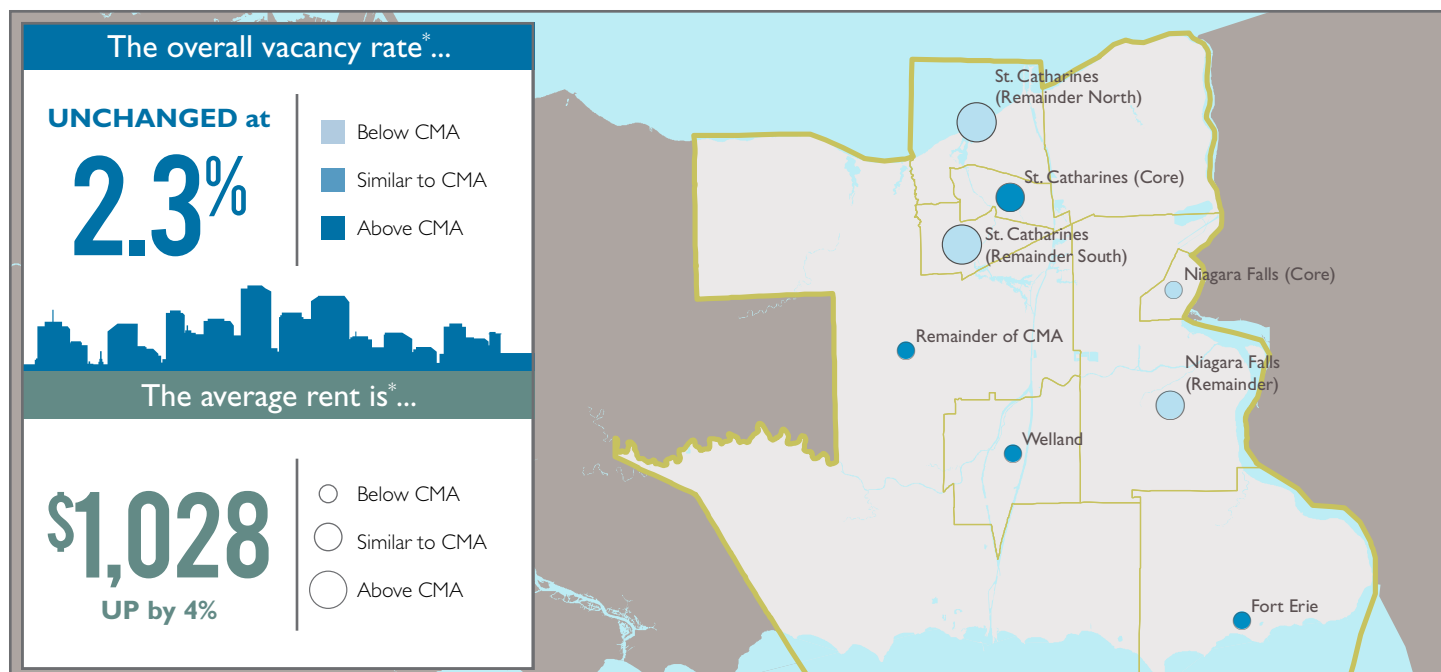 The overall vacancy rate*...
UNCHANGED at
2.3%
Below CMA
Similar to CMA
Above CMA
The average rent is*...
$1,028
UP by 4%
Below CMA
Similar to CMA
Above CMA
St. Catharines
(Remainder North)
St. Catharines (Core)
St. Catharines
(Remainder South)
Niagara Falls (Core)
Remainder of CMA
Niagara Falls
(Remainder)
Welland
Fort Erie